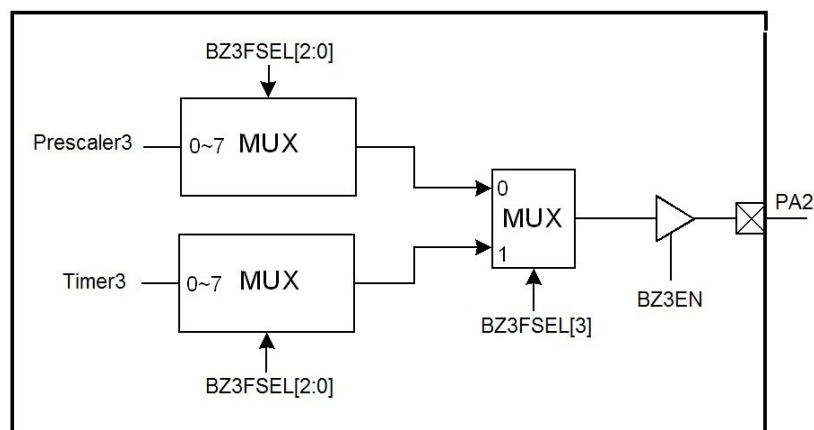 BZ3FSEL[2:0]
Prescaler3
0~7 MUX
0
MUX
1
PA2
Timer3
0~7 MUX
BZ3EN
BZ3FSEL[3]
BZ3FSEL[2:0]